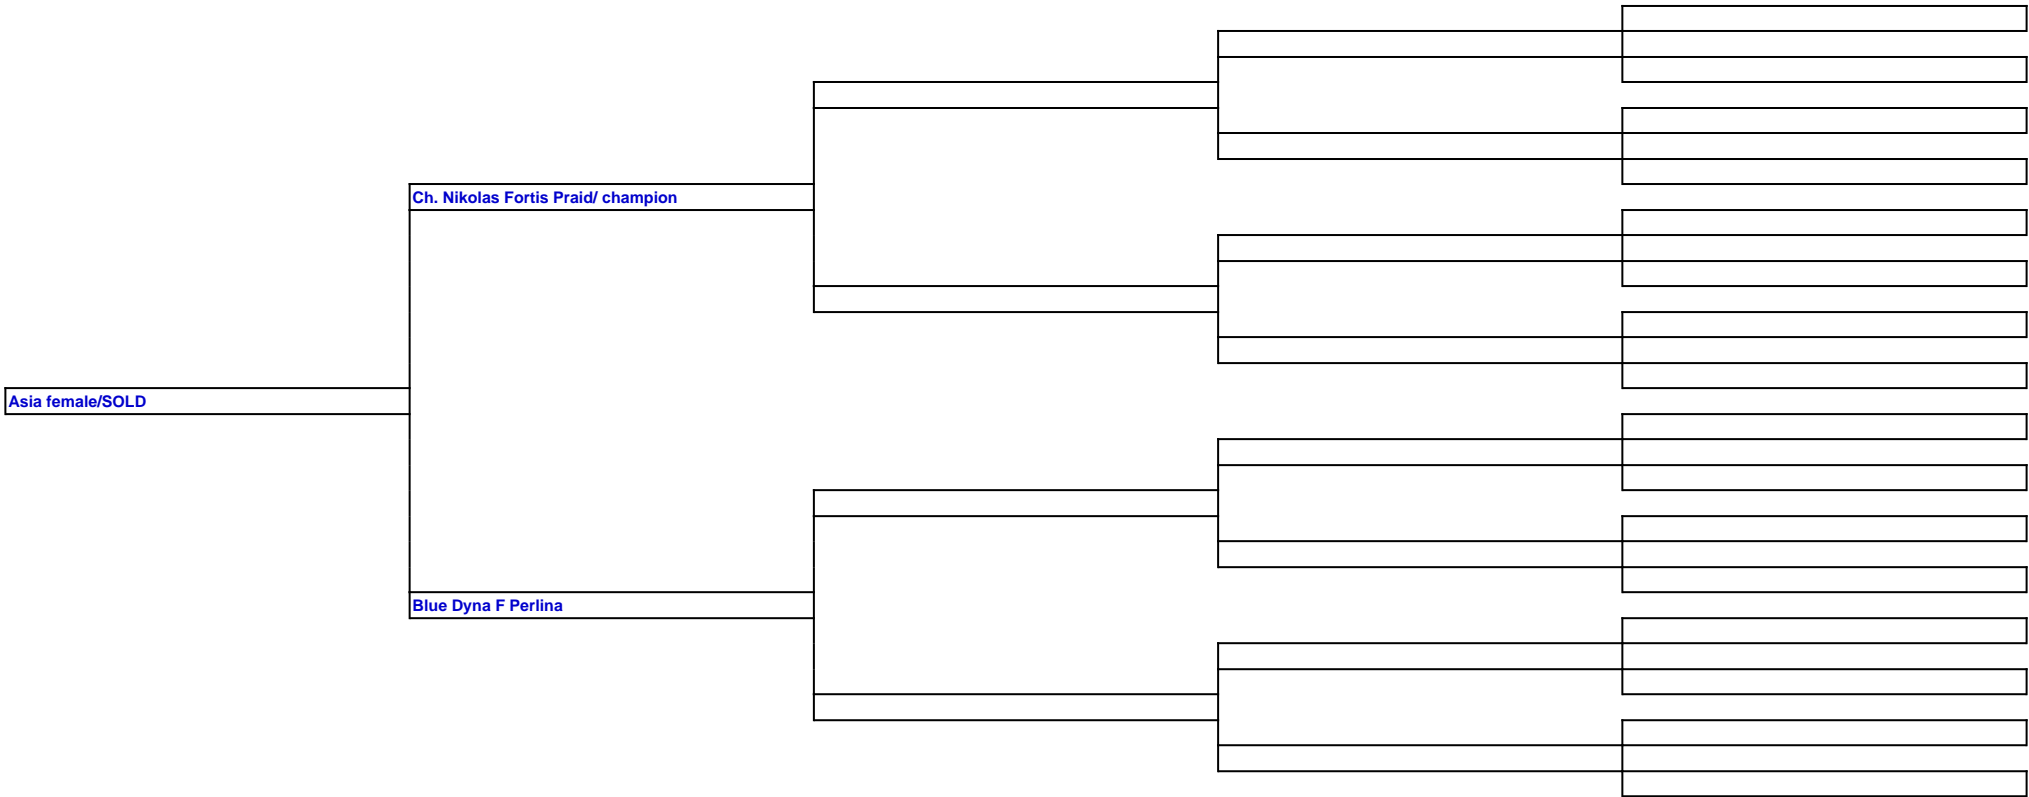 Ch. Nikolas Fortis Praid/ champion
Asia female/SOLD
Blue Dyna F Perlina